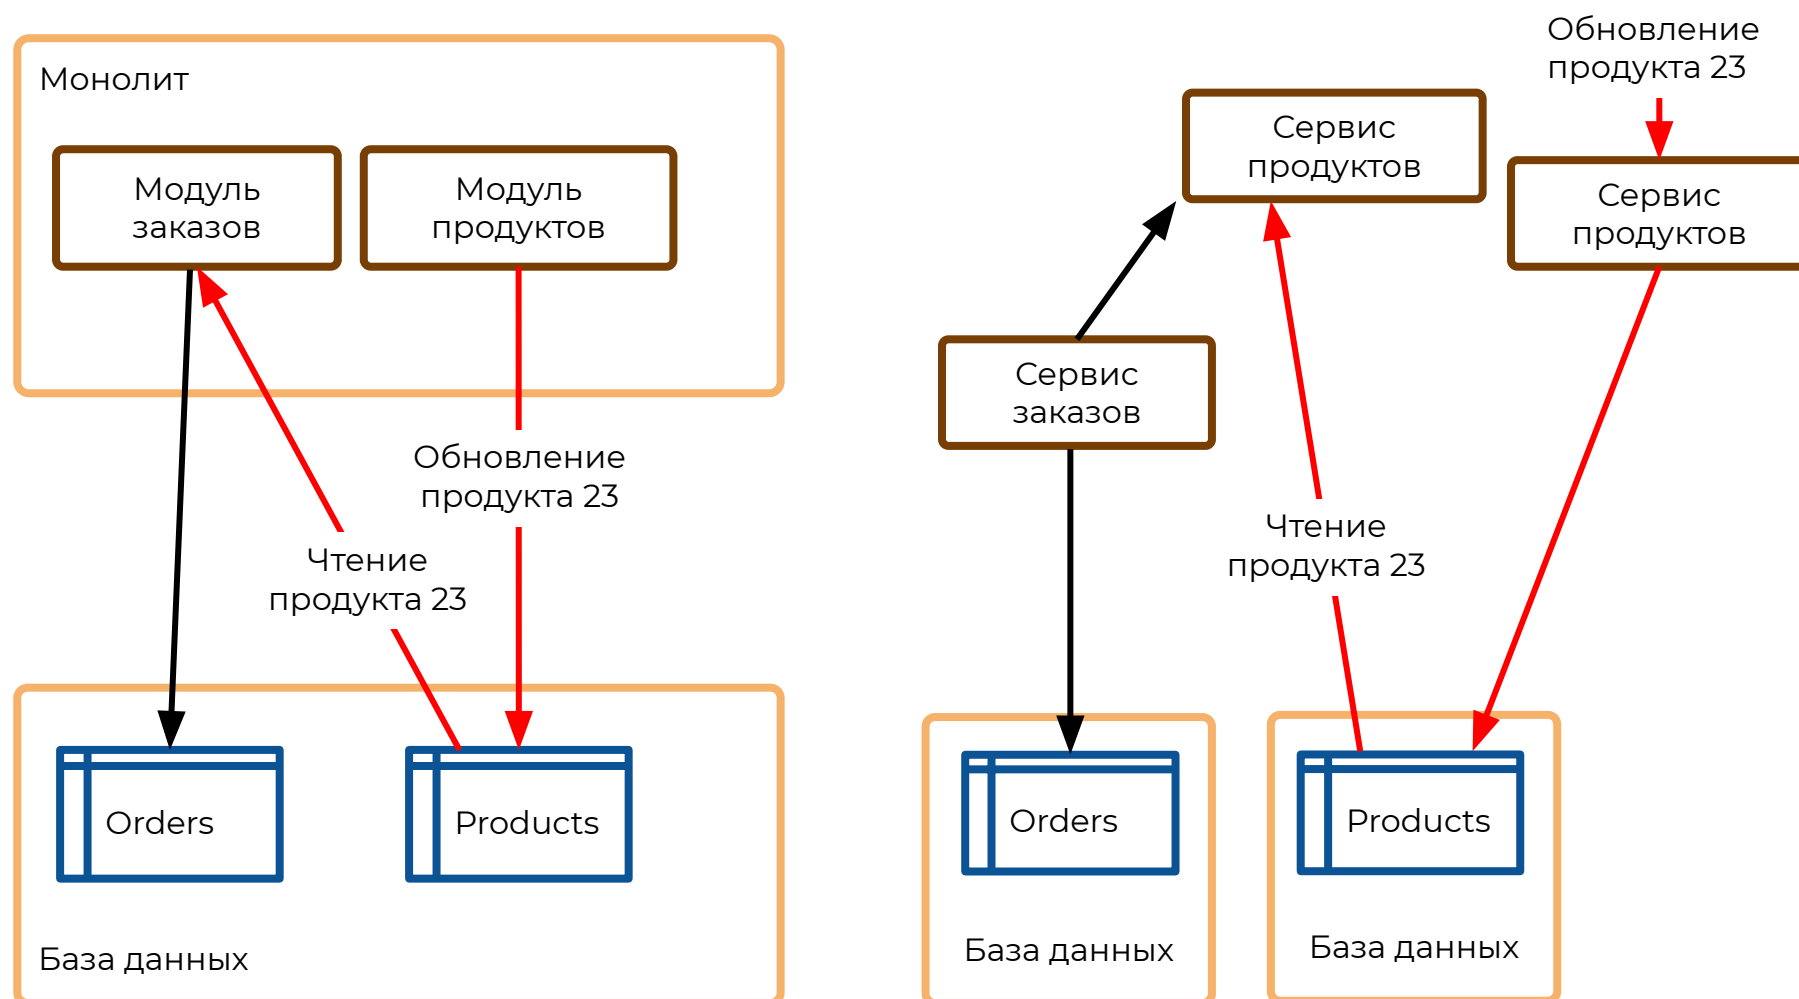 Монолит
Модуль
заказов
Модуль
продуктов
Обновление
продукта 23
Чтение
продукта 23
Orders
Products
База данных
Обновление
продукта 23
Сервис
продуктов
Сервис
продуктов
Сервис
заказов
Чтение
продукта 23
Orders
Products
База данных
База данных